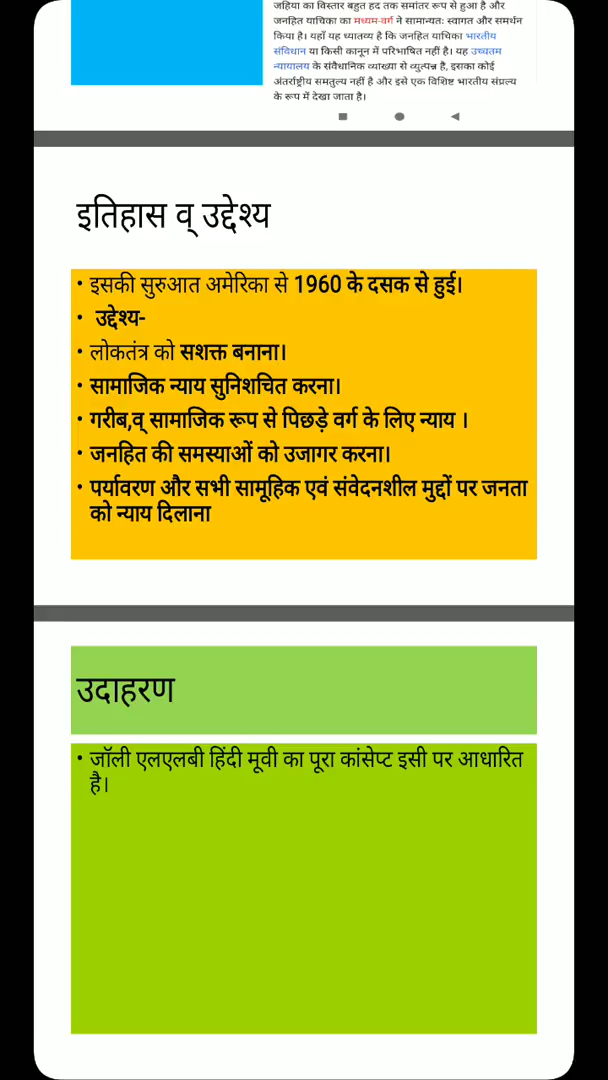 जहिया का विस्तार बहुत हद तक समांतर रूप से हुआ है और
जनहित याचिका का मध्यम-वर्ग ने सामान्यतः स्वागत और समर्थन
किया है। यहाँ यह ध्यातव्य है कि जनहित याचिका भारतीय
संविधान या किसी कानून में परिभाषित नहीं है। यह उच्चतम
न्यायालय के संवैधानिक व्याख्या से व्युत्पन्न है, इसका कोई
अंतर्राष्ट्रीय समतुल्य नहीं है और इसे एक विशिष्ट भारतीय संप्रल्य
के रूप में देखा जाता है।
इतिहास व् उद्देश्य
• इसकी सुरुआत अमेरिका से 1960 के दसक से हुई।
• उद्देश्य-
• लोकतंत्र को सशक्त बनाना।
• सामाजिक न्याय सुनिशचित करना।
• गरीब,व् सामाजिक रूप से पिछड़े वर्ग के लिए न्याय ।
• जनहित की समस्याओं को उजागर करना।
• पर्यावरण और सभी सामूहिक एवं संवेदनशील मुद्दों पर जनता
को न्याय दिलाना
उदाहरण
• जॉली एलएलबी हिंदी मूवी का पूरा कांसेप्ट इसी पर आधारित
है।